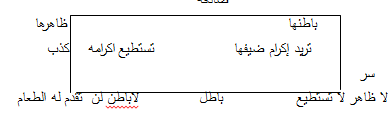 باطنها ظاهرها
تريد إكرام ضيفها تستطيع اكرامه كذب
سر
لا ظاهر لا تستطيع باطل لاباطن لن تقدم له الطعام